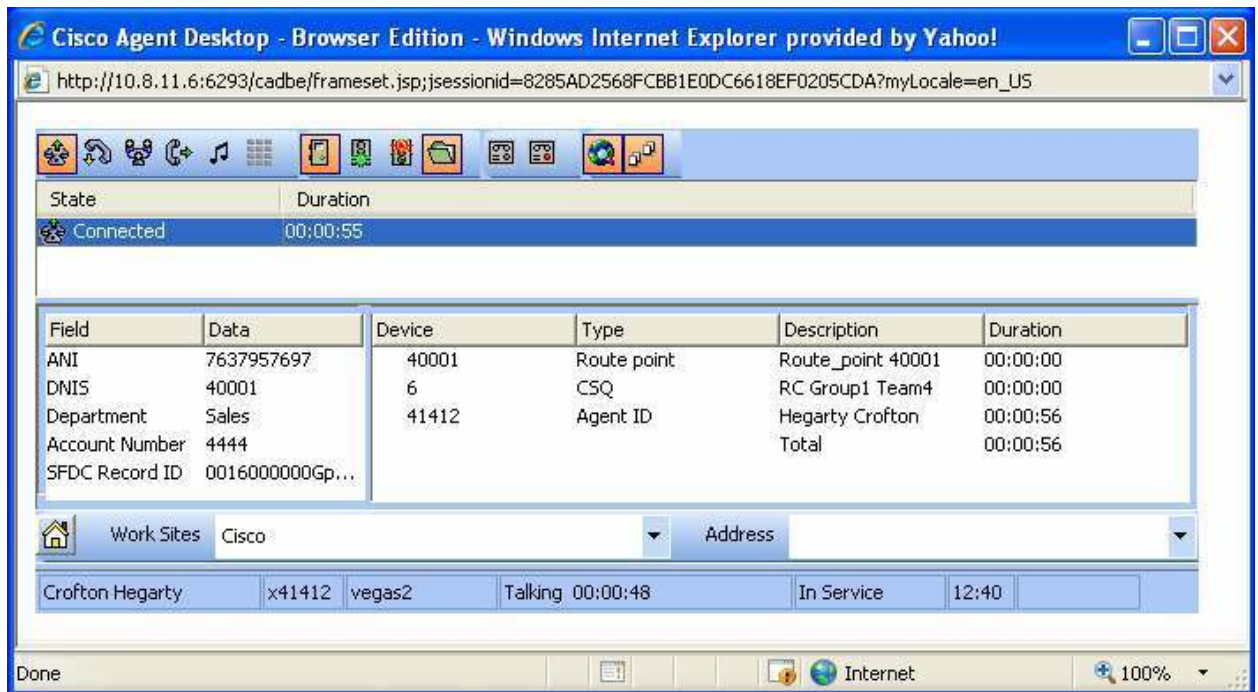 Cisco Agent Desktop - Browser Edition - Windows Internet Explorer provided by Yahoo!
http://10.8.11.6:6293/cadbe/frameset.jsp;jsessionid=8285AD2568FCBB1E0DC6618EF0205CDA?myLocale=en_US
State Duration
Connected 00:00:55
Field Data Device Type Description Duration
ANI 7637957697 40001 Route point Route_point 40001 00:00:00
DNIS 40001 6 CSQ RC Group1 Team4 00:00:00
Department Sales 41412 Agent ID Hegarty Crofton 00:00:56
Account Number 4444 Total 00:00:56
SFDC Record ID 0016000000Gp...
Work Sites Cisco Address
Crofton Hegarty x41412 vegas2 Talking 00:00:48 In Service 12:40
Done Internet 100%